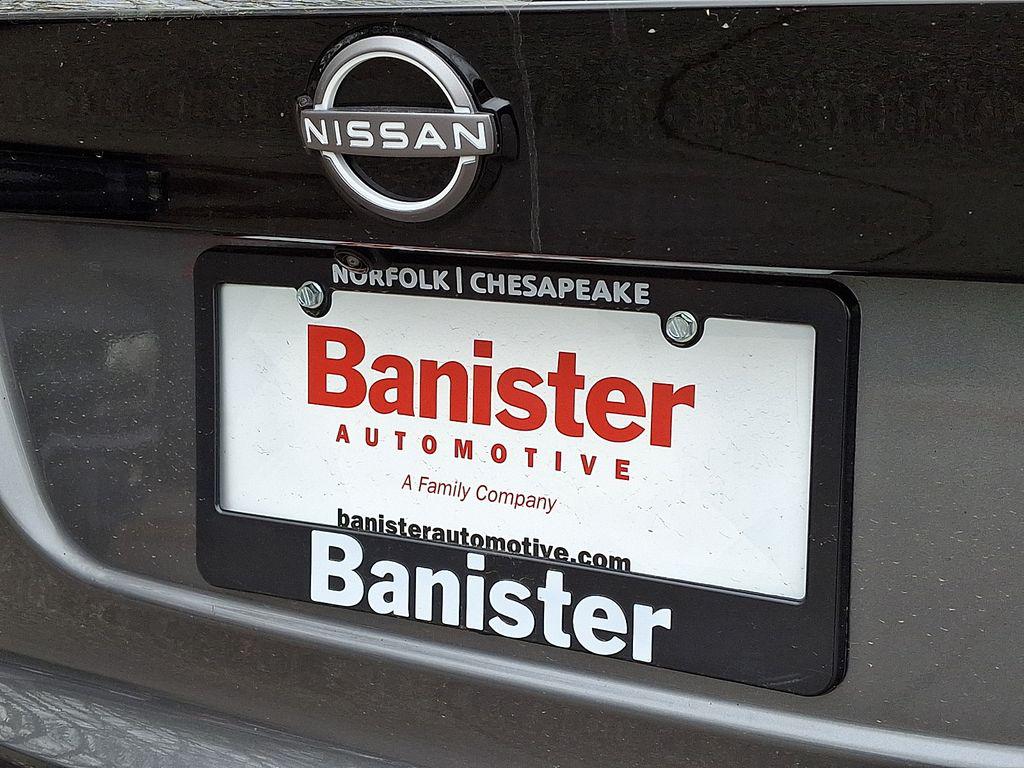 NISSAN
NORFOLK | CHESAPEAKE
Banister
AUTOMOTIVE
A Family Company
banisterautomotive.com
Banister